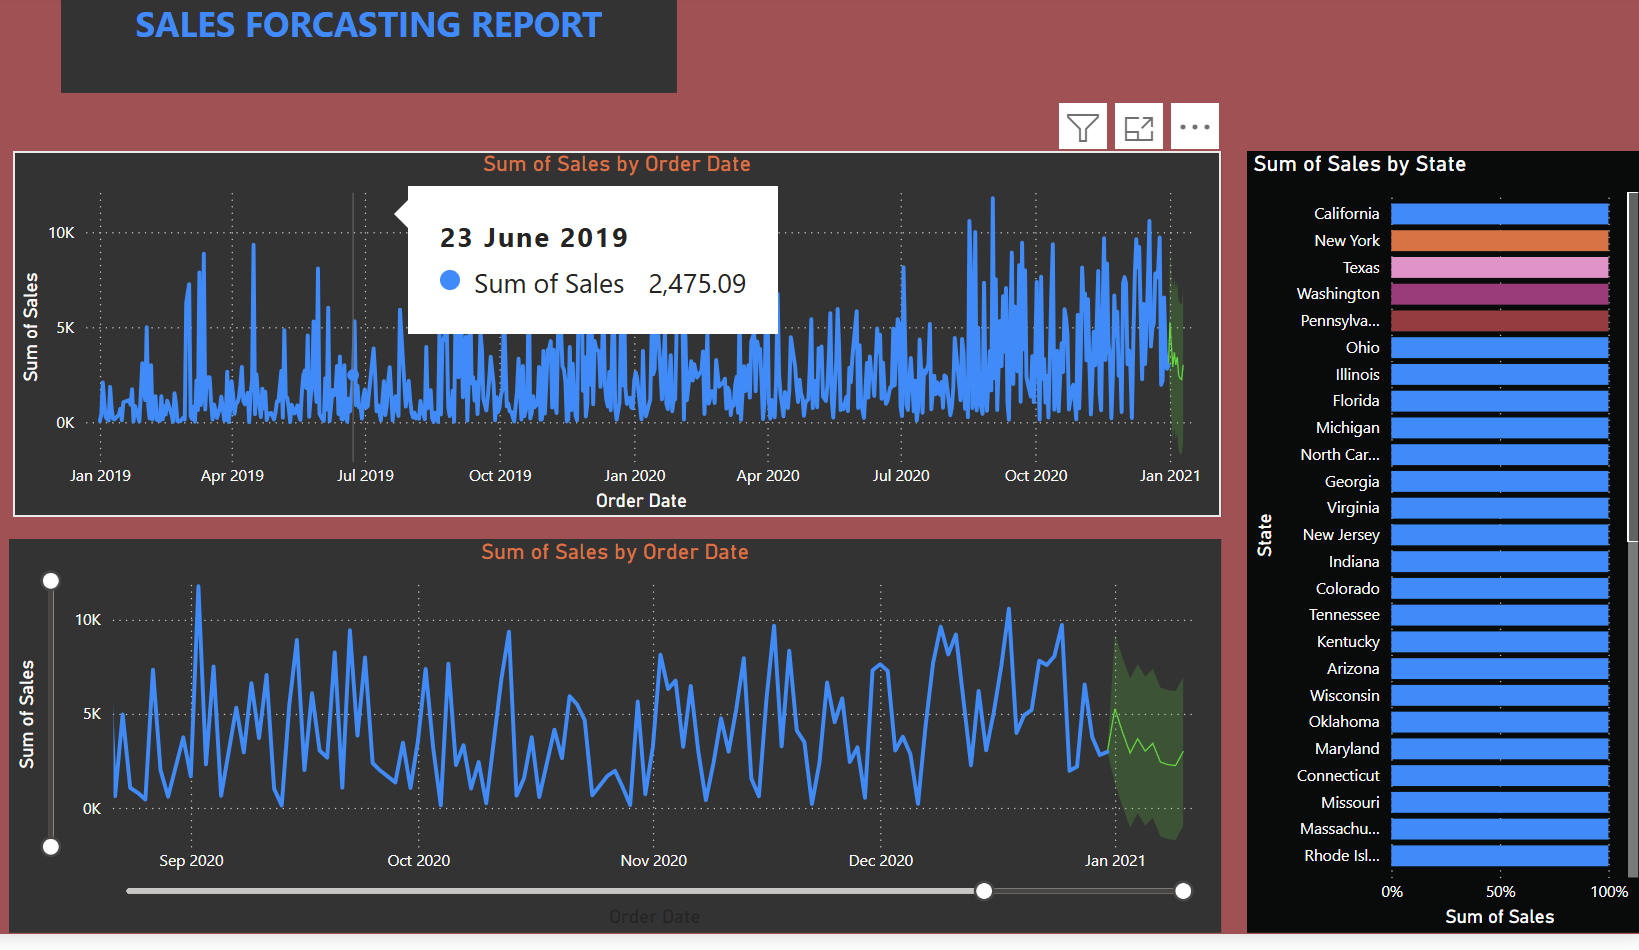 SALES FORCASTING REPORT
Sum of Sales by Order Date
23 June 2019
Sum of Sales 2,475.09
Sum of Sales
10K
5K
0K
Jan 2019 Apr 2019 Jul 2019 Oct 2019 Jan 2020 Apr 2020 Jul 2020 Oct 2020 Jan 2021
Order Date
Sum of Sales by Order Date
Sum of Sales
10K
5K
0K
Sep 2020 Oct 2020 Nov 2020 Dec 2020 Jan 2021
Order Date
Sum of Sales by State
State
California
New York
Texas
Washington
Pennsylva...
Ohio
Illinois
Florida
Michigan
North Car...
Georgia
Virginia
New Jersey
Indiana
Colorado
Tennessee
Kentucky
Arizona
Wisconsin
Oklahoma
Maryland
Connecticut
Missouri
Massachu...
Rhode Isl...
0% 50% 100%
Sum of Sales